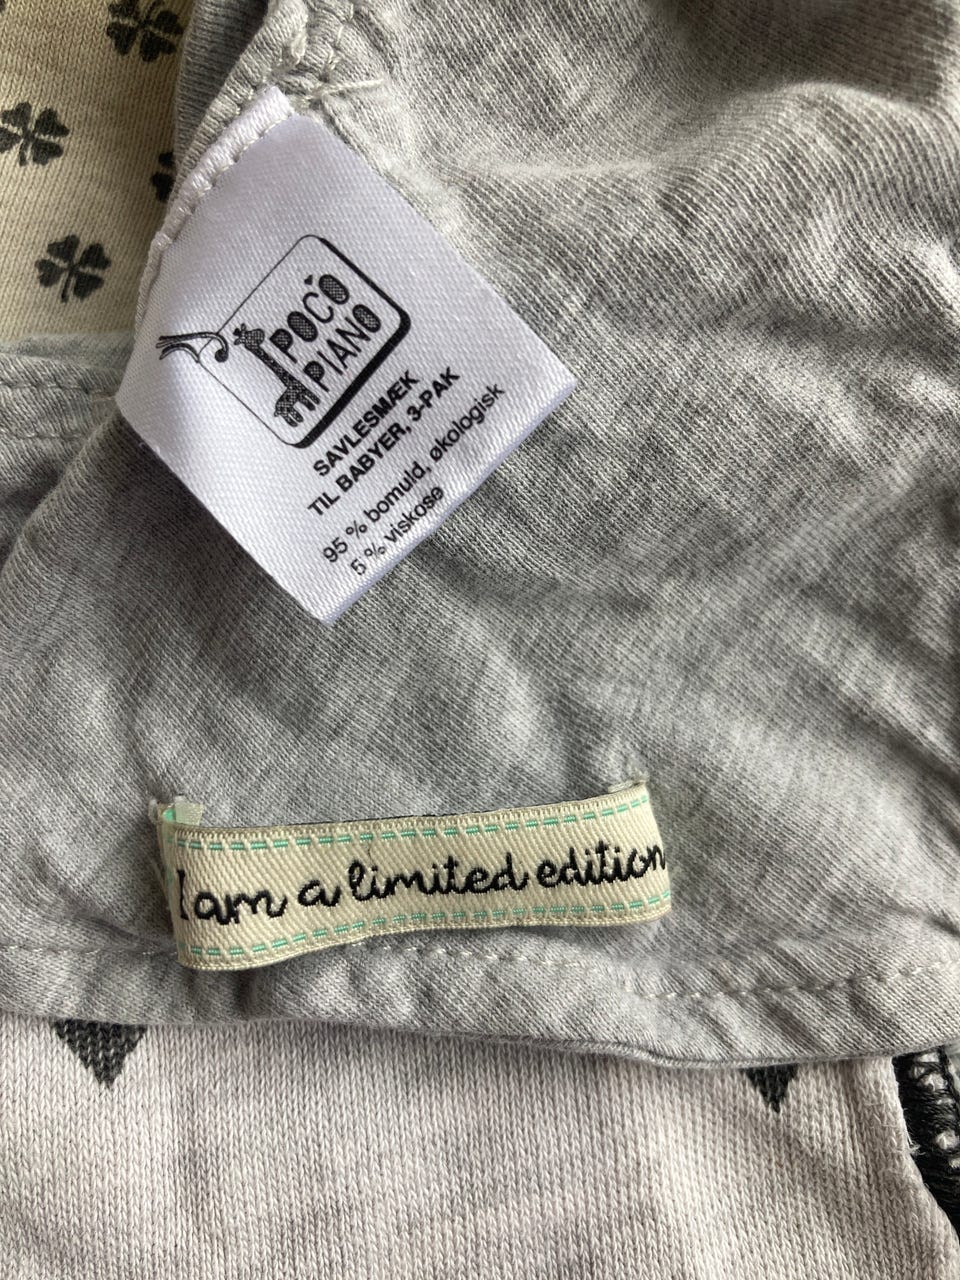 POCO
PIANO
SAVLESMÆK
TIL BABYER, 3-PAK
95 % bomuld, økologisk
5 % viskose
I am a limited edition